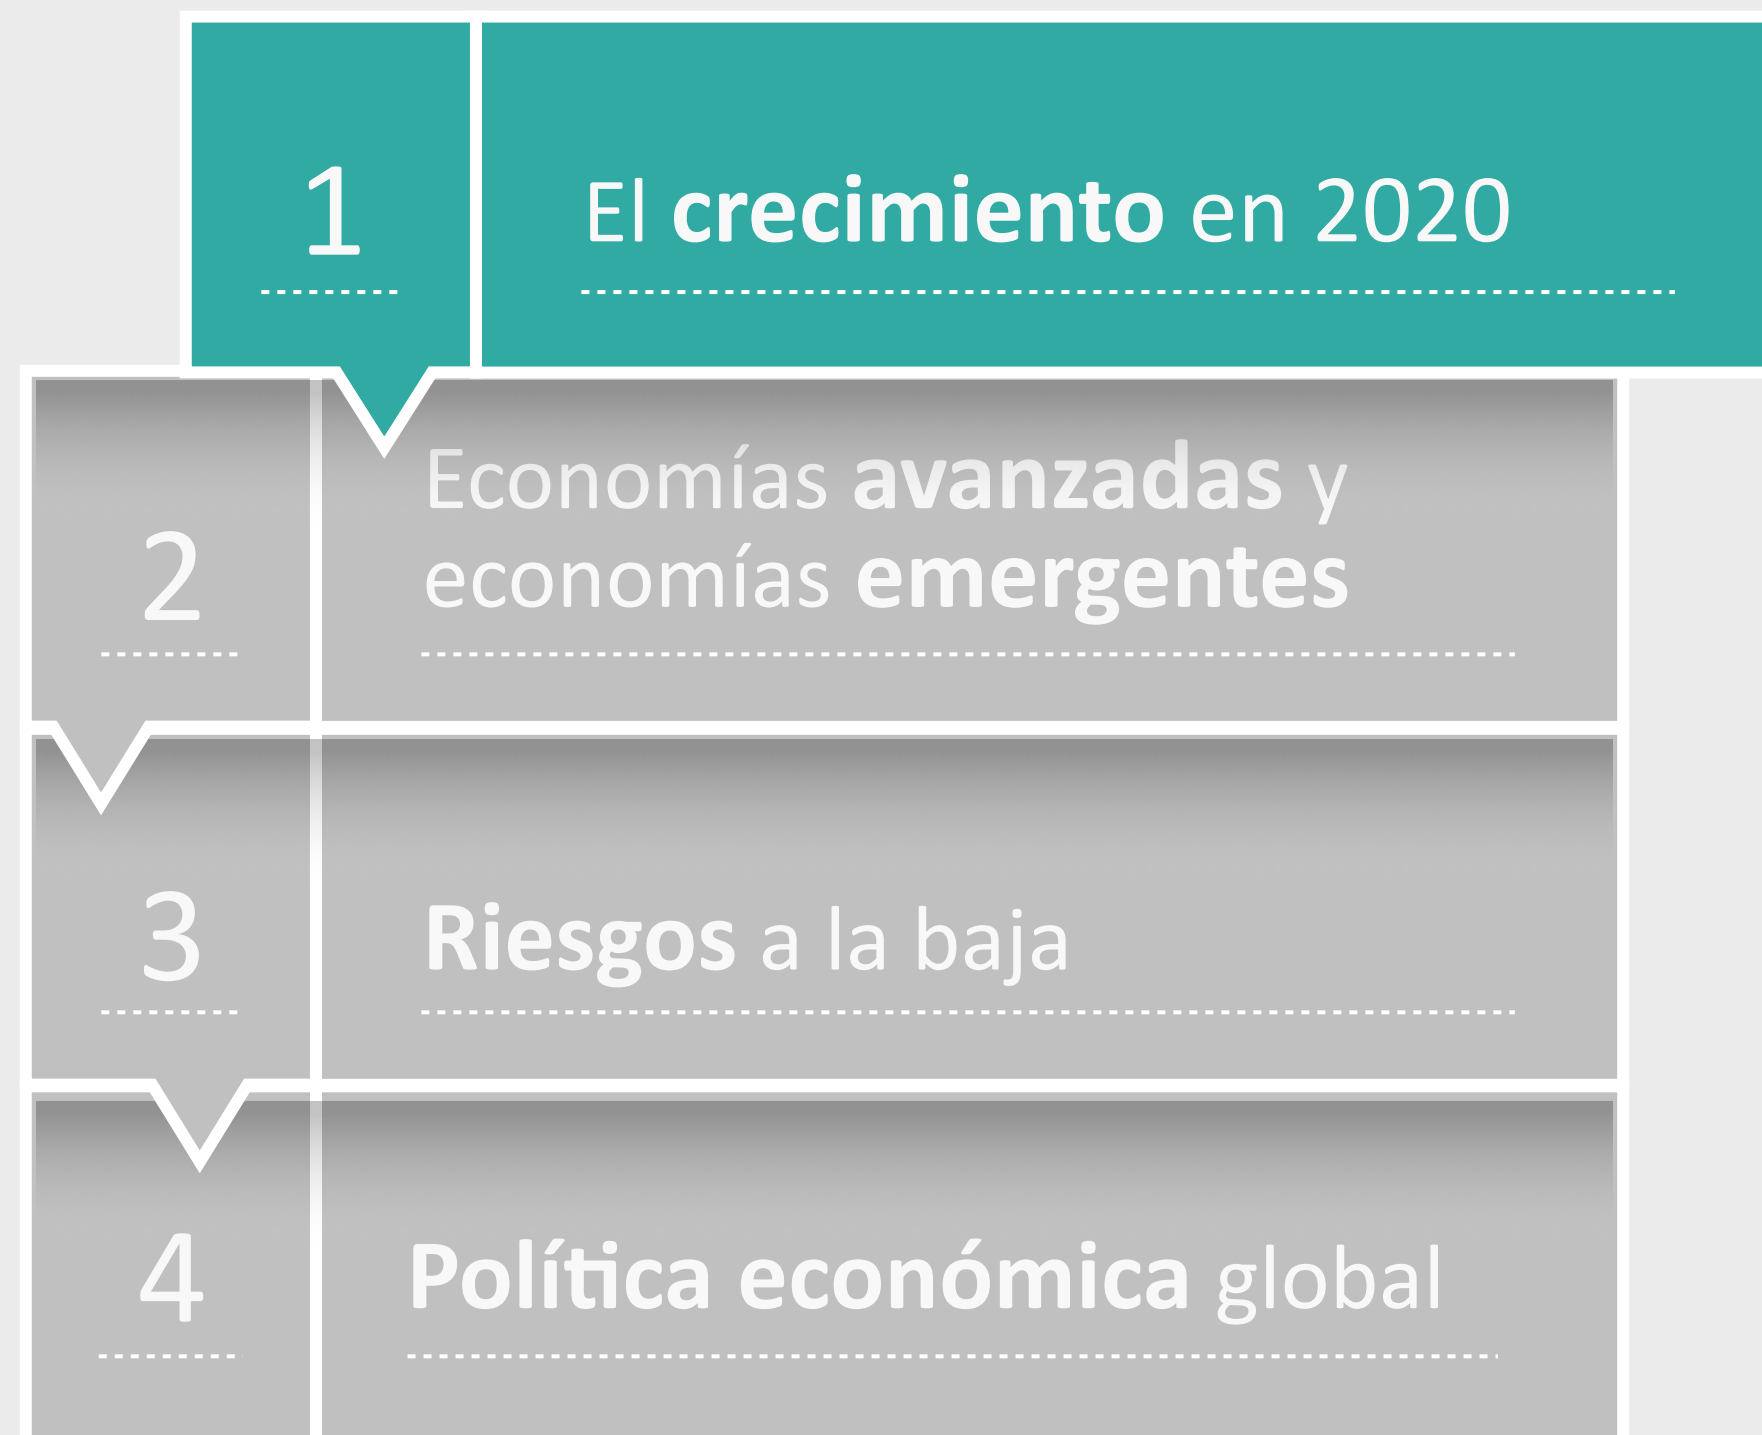 1
El crecimiento en 2020
2
Economías avanzadas y
economías emergentes
3
Riesgos a la baja
4
Política económica global